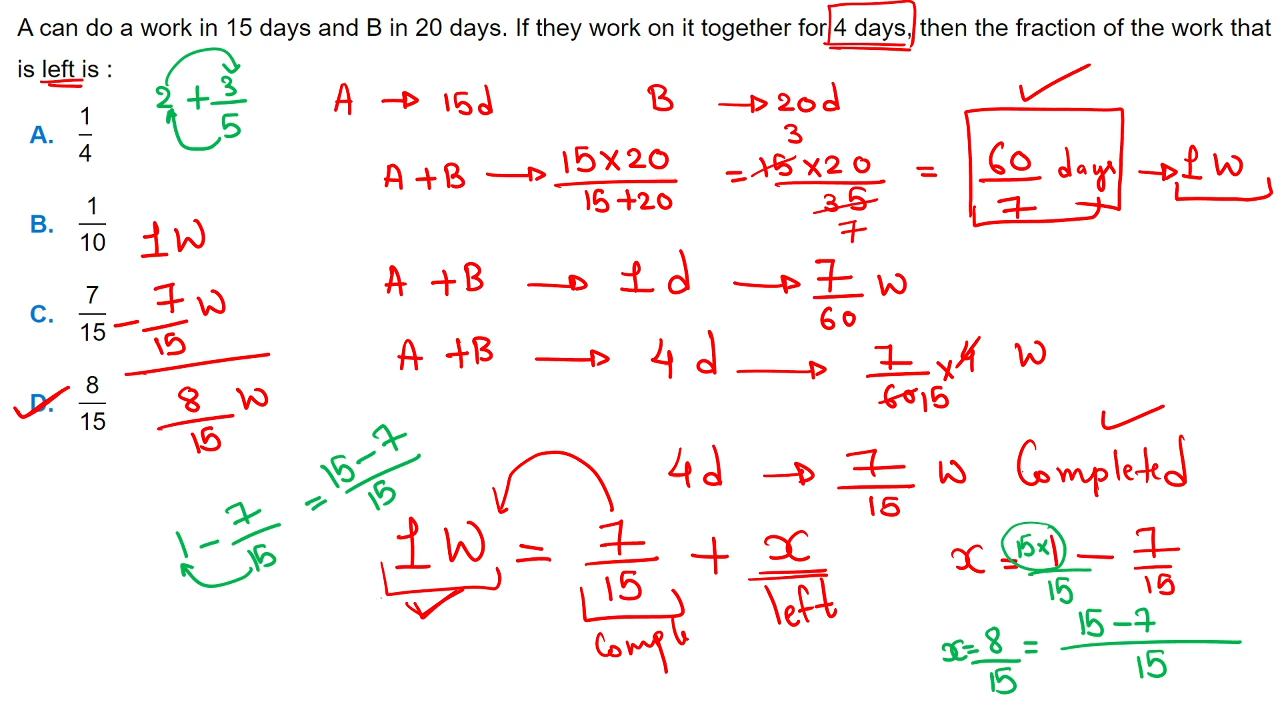 A can do a work in 15 days and B in 20 days. If they work on it together for 4 days, then the fraction of the work that
is left is :
2 + 3/5
A → 15d B → 20d
A. 1/4
A + B → 15 × 20 / 15 + 20 = 3 15 × 20 / 35 7 = 60/7 days → 1 W
B. 1/10
1 W
A + B → 1 d → 7/60 W
C. 7/15
- 7/15 W
A + B → 4 d → 7/60 15 × 4 W
D. 8/15
8/15 W
4d → 7/15 W Completed
1 - 7/15 = 15 - 7 / 15
1 W = 7/15 + x/left
Comple
x = 15×1/15 - 7/15
x = 8/15 = 15 - 7 / 15